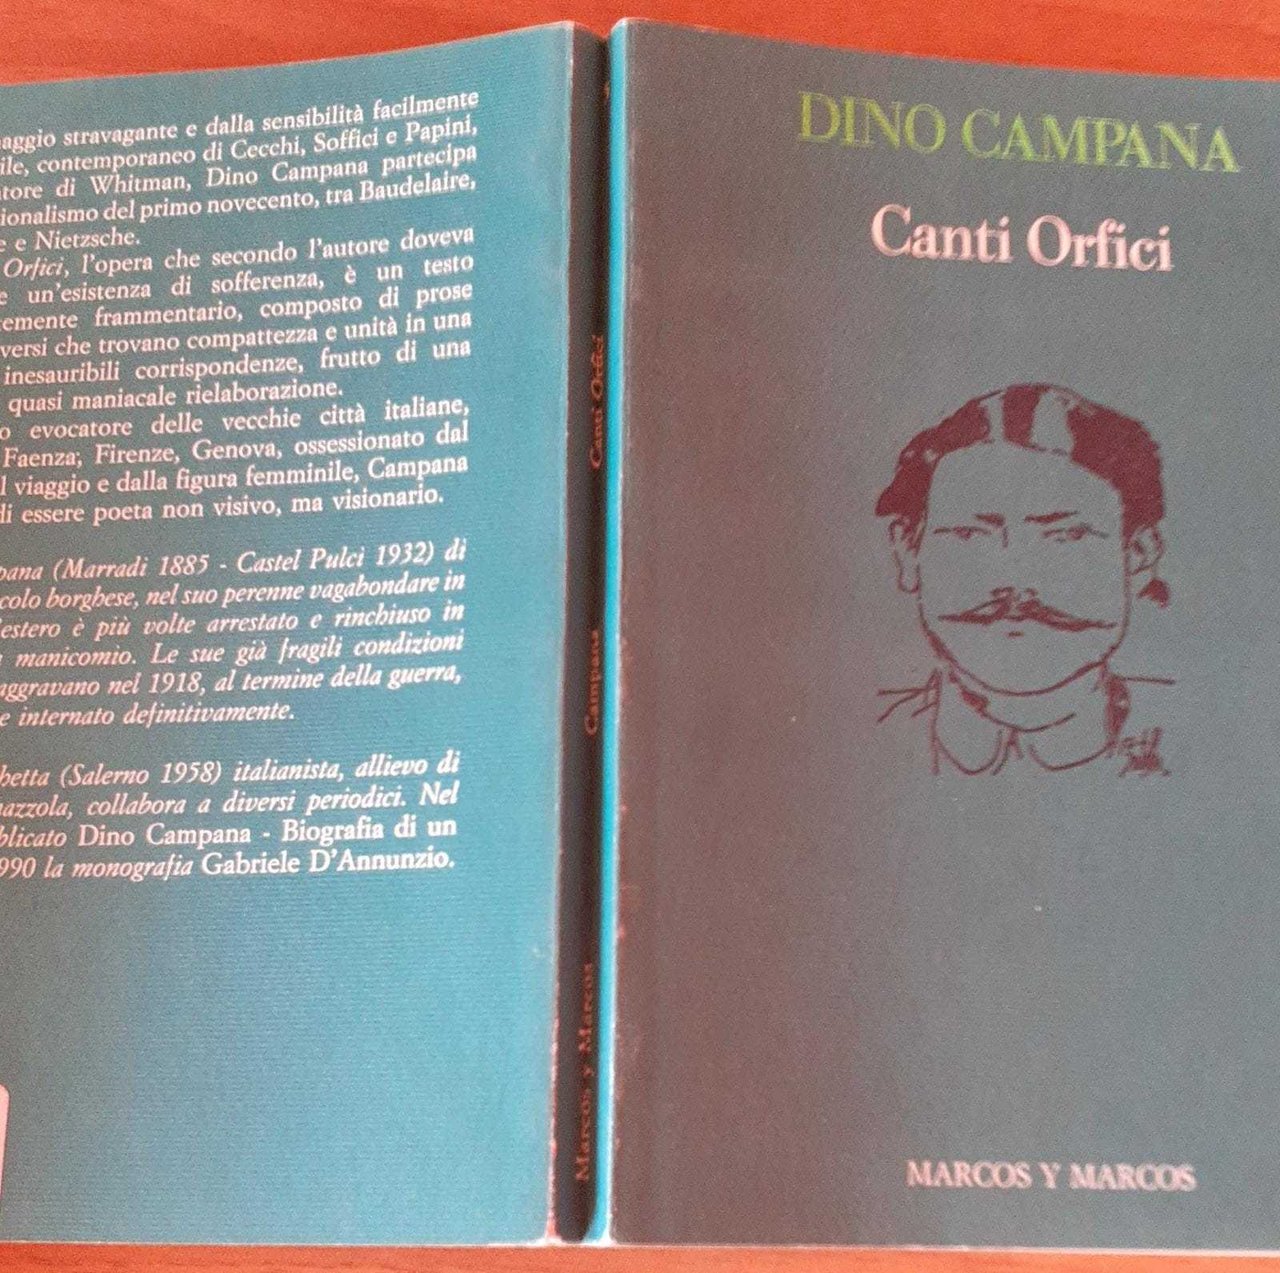 aggio stravagante e dalla sensibilità facilmente
ile, contemporaneo di Cecchi, Soffici e Papini,
tore di Whitman, Dino Campana partecipa
ionalismo del primo novecento, tra Baudelaire,
e e Nietzsche.
Orfici, l'opera che secondo l'autore doveva
e un'esistenza di sofferenza, è un testo
temente frammentario, composto di prose
versi che trovano compattezza e unità in una
inesauribili corrispondenze, frutto di una
quasi maniacale rielaborazione.
o evocatore delle vecchie città italiane,
Faenza, Firenze, Genova, ossessionato dal
l viaggio e dalla figura femminile, Campana
di essere poeta non visivo, ma visionario.
pana (Marradi 1885 - Castel Pulci 1932) di
colo borghese, nel suo perenne vagabondare in
'estero è più volte arrestato e rinchiuso in
manicomio. Le sue già fragili condizioni
aggravano nel 1918, al termine della guerra,
e internato definitivamente.
betta (Salerno 1958) italianista, allievo di
nazzola, collabora a diversi periodici. Nel
blicato Dino Campana - Biografia di un
990 la monografia Gabriele D'Annunzio.
Marcos y Marcos Campana Canti Orfici
DINO CAMPANA
Canti Orfici
MARCOS Y MARCOS